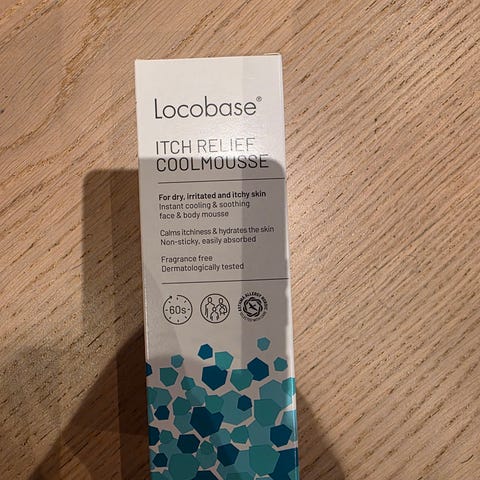 Locobase®
ITCH RELIEF
COOLMOUSSE
For dry, irritated and itchy skin
Instant cooling & soothing
face & body mousse
Calms itchiness & hydrates the skin
Non-sticky, easily absorbed
Fragrance free
Dermatologically tested
60s